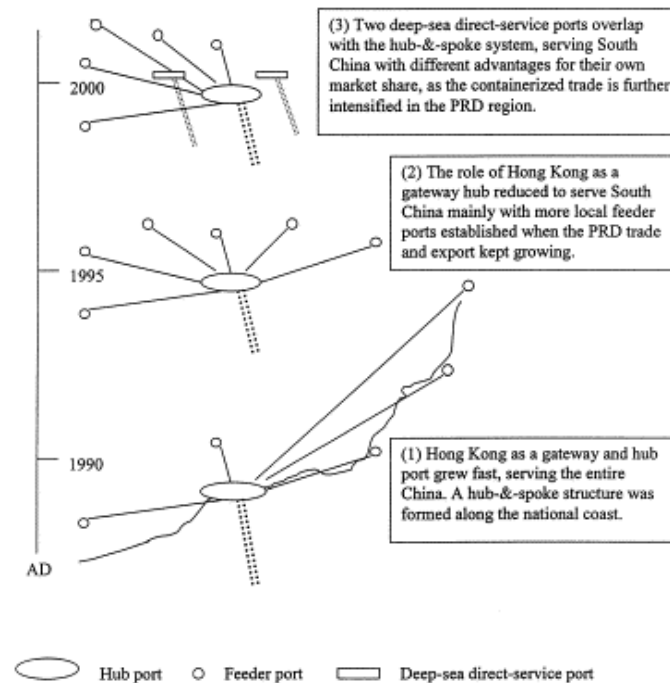 (3) Two deep-sea direct-service ports overlap
with the hub-&-spoke system, serving South
China with different advantages for their own
market share, as the containerized trade is further
intensified in the PRD region.
2000
(2) The role of Hong Kong as a
gateway hub reduced to serve South
China mainly with more local feeder
ports established when the PRD trade
and export kept growing.
1995
1990
(1) Hong Kong as a gateway and hub
port grew fast, serving the entire
China. A hub-&-spoke structure was
formed along the national coast.
AD
Hub port
Feeder port
Deep-sea direct-service port